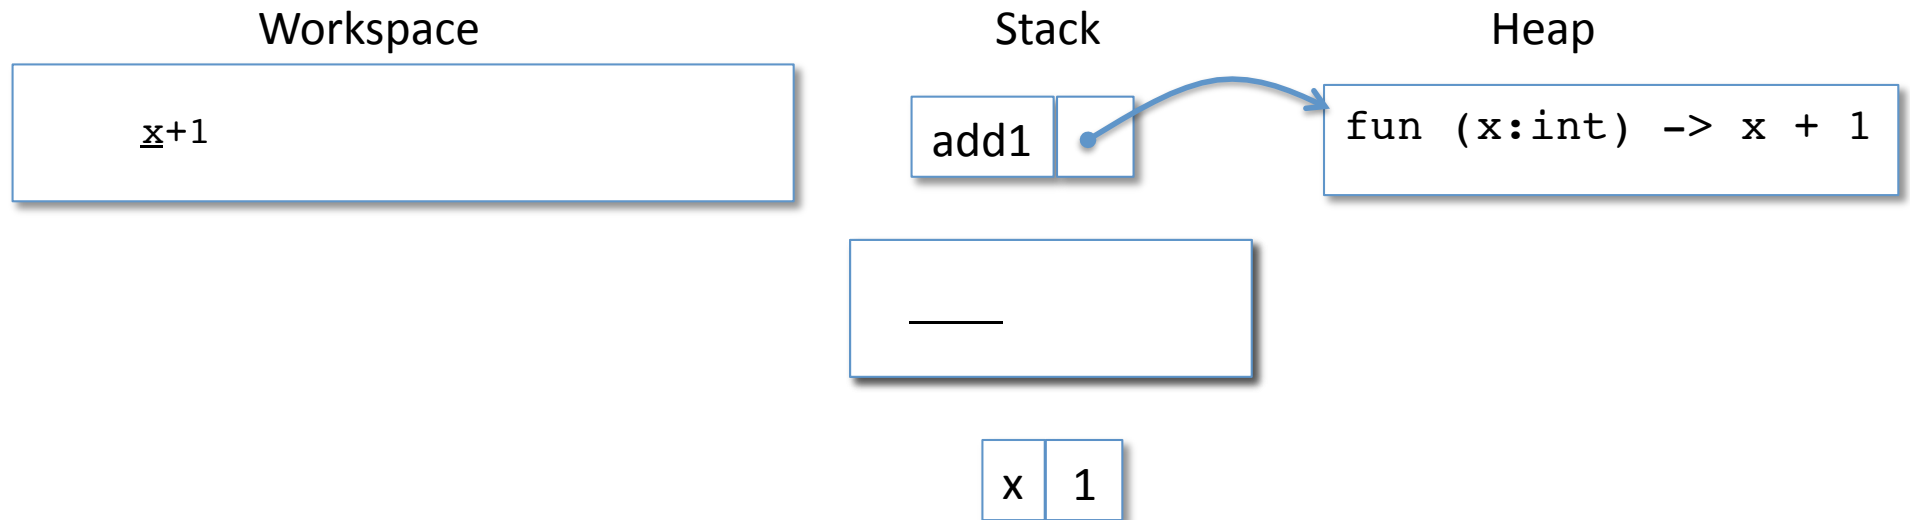 Workspace
Stack
Heap
x+1
add1
fun (x:int) -> x + 1
x 1